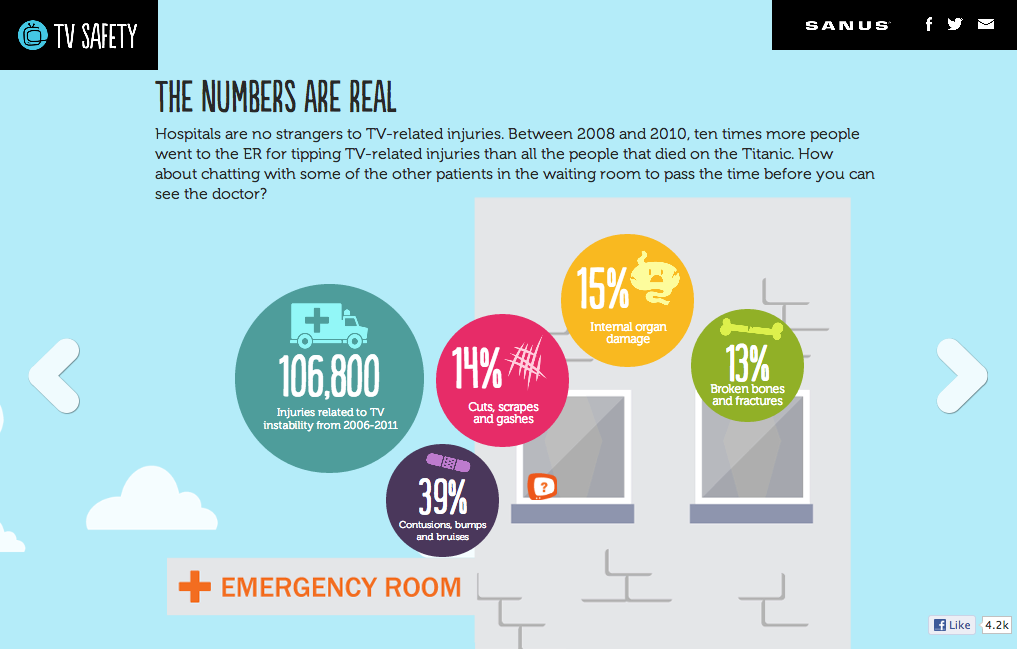 TV SAFETY
SANUS
THE NUMBERS ARE REAL
Hospitals are no strangers to TV-related injuries. Between 2008 and 2010, ten times more people
went to the ER for tipping TV-related injuries than all the people that died on the Titanic. How
about chatting with some of the other patients in the waiting room to pass the time before you can
see the doctor?
106,800
Injuries related to TV
instability from 2006-2011
14%
Cuts, scrapes
and gashes
15%
Internal organ
damage
13%
Broken bones
and fractures
39%
Contusions, bumps
and bruises
?
EMERGENCY ROOM
Like
4.2k